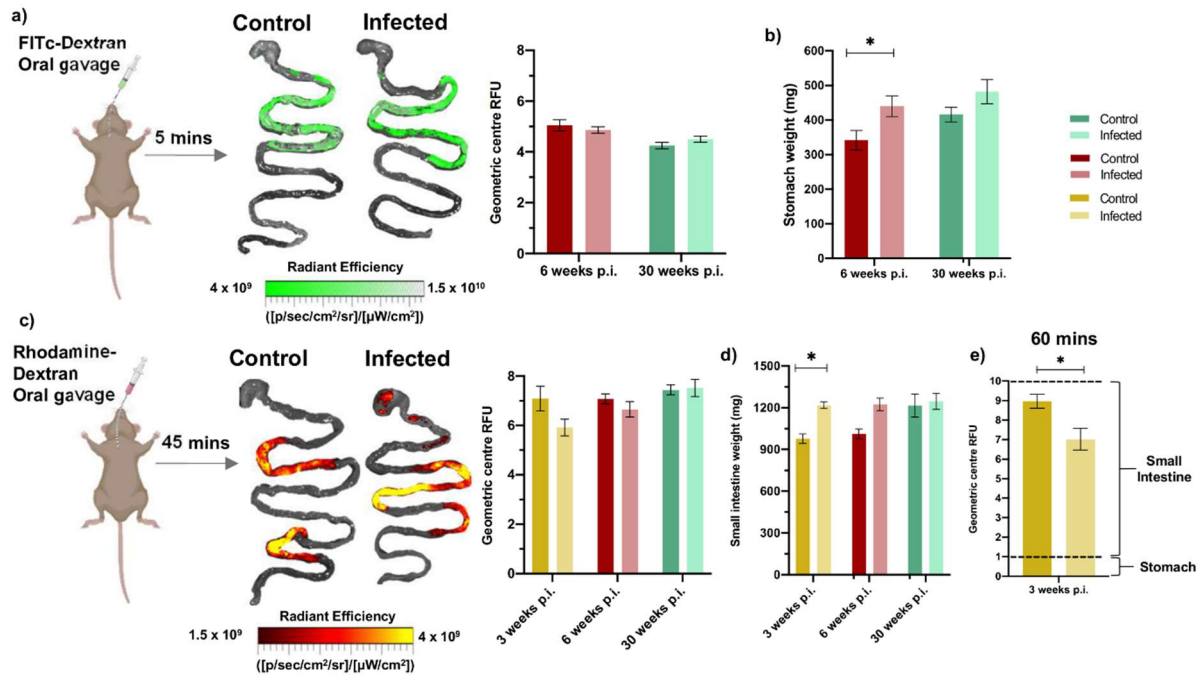 a)
FITc-Dextran
Oral gavage
5 mins
Control
Infected
Radiant Efficiency
4 x 10⁹
1.5 x 10¹⁰
([p/sec/cm²/sr]/[µW/cm²])
Geometric centre RFU
8
6
4
2
0
6 weeks p.i.
30 weeks p.i.
b)
Stomach weight (mg)
600
500
400
300
200
100
0
*
6 weeks p.i.
30 weeks p.i.
Control
Infected
Control
Infected
Control
Infected
c)
Rhodamine-
Dextran
Oral gavage
45 mins
Control
Infected
Radiant Efficiency
1.5 x 10⁹
4 x 10⁹
([p/sec/cm²/sr]/[µW/cm²])
Geometric centre RFU
8
6
4
2
0
3 weeks p.i.
6 weeks p.i.
30 weeks p.i.
d)
Small intestine weight (mg)
1500
1200
900
600
300
0
*
3 weeks p.i.
6 weeks p.i.
30 weeks p.i.
e)
60 mins
*
Geometric centre RFU
10
9
8
7
6
5
4
3
2
1
0
3 weeks p.i.
Small
Intestine
Stomach